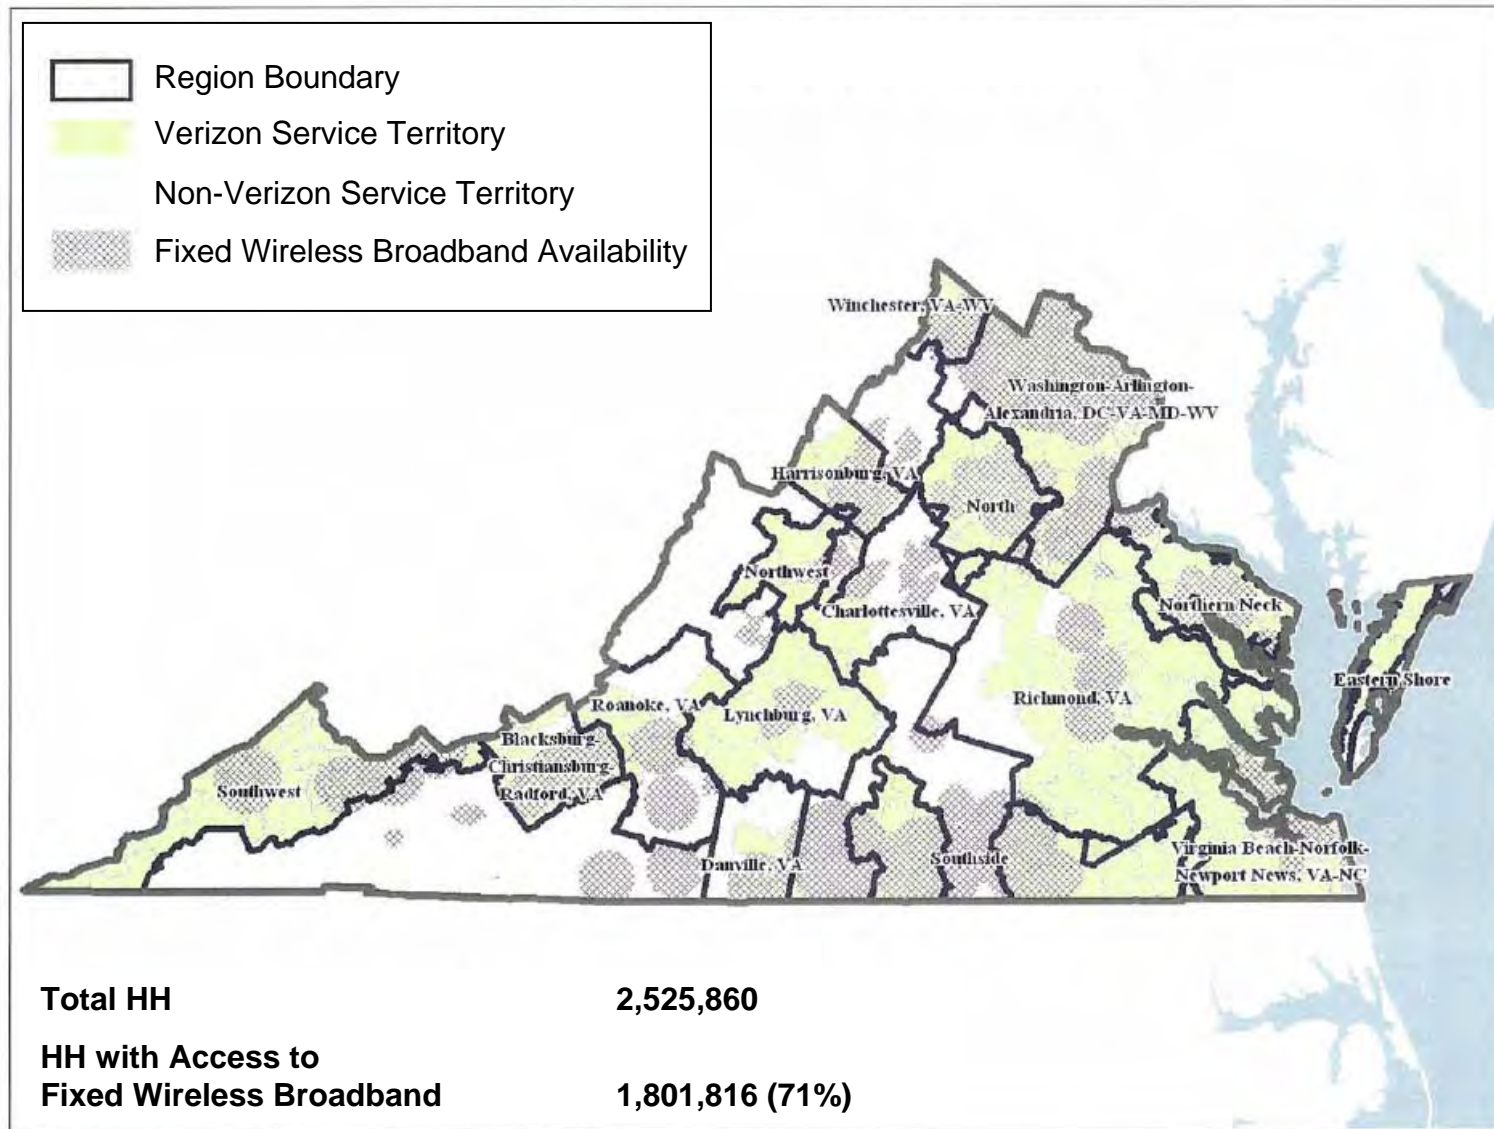 Region Boundary
Verizon Service Territory
Non-Verizon Service Territory
Fixed Wireless Broadband Availability
Winchester, VA-WV
Washington-Arlington-
Alexandria, DC-VA-MD-WV
Harrisonburg, VA
North
Northwest
Charlottesville, VA
Northern Neck
Eastern Shore
Richmond, VA
Roanoke, VA
Lynchburg, VA
Blacksburg-
Christiansburg-
Radford, VA
Southwest
Danville, VA
Southside
Virginia Beach-Norfolk-
Newport News, VA-NC
Total HH 2,525,860
HH with Access to
Fixed Wireless Broadband 1,801,816 (71%)